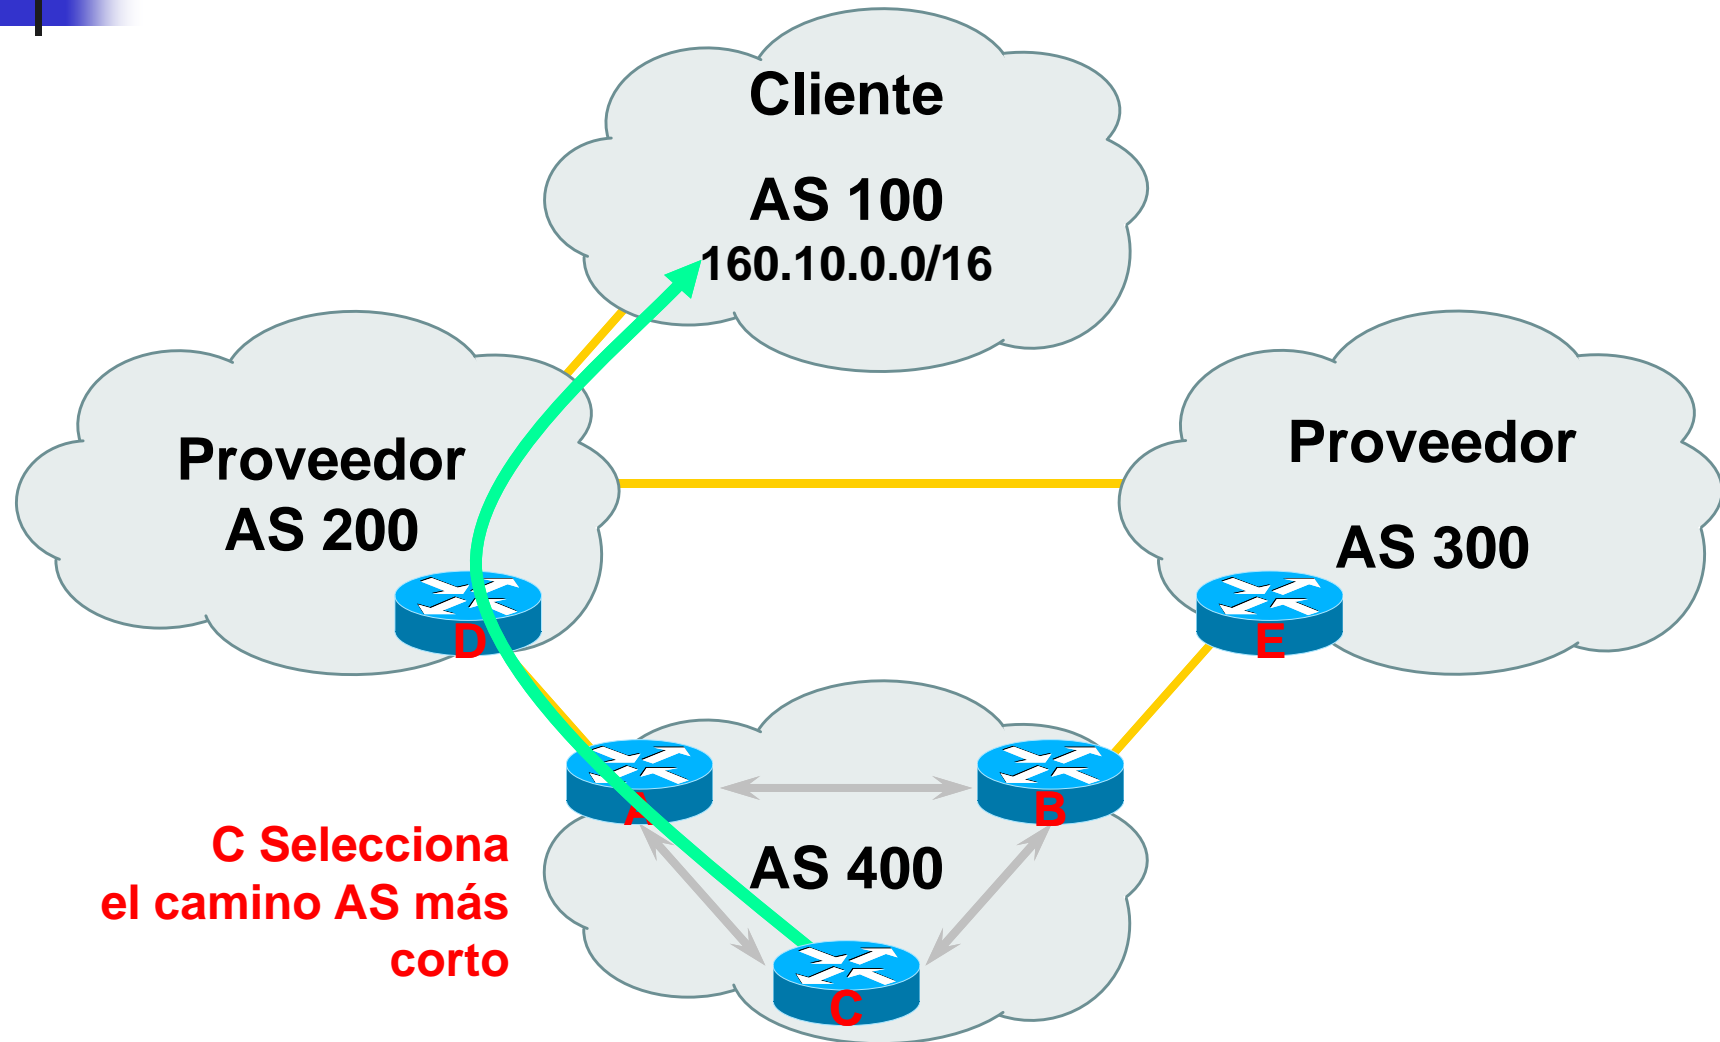 Cliente
AS 100
160.10.0.0/16
Proveedor
AS 200
Proveedor
AS 300
D
E
A
B
C Selecciona
el camino AS más
corto
AS 400
C